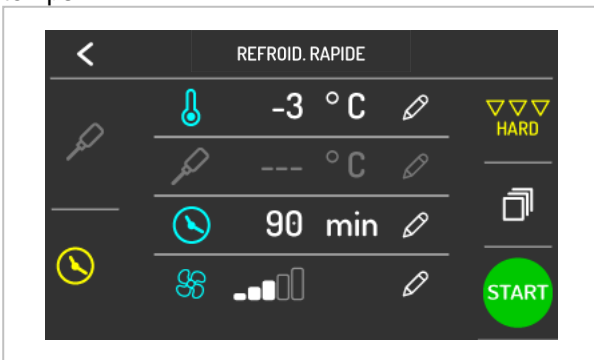 REFROID. RAPIDE
-3 °C
HARD
--- °C
90 min
START